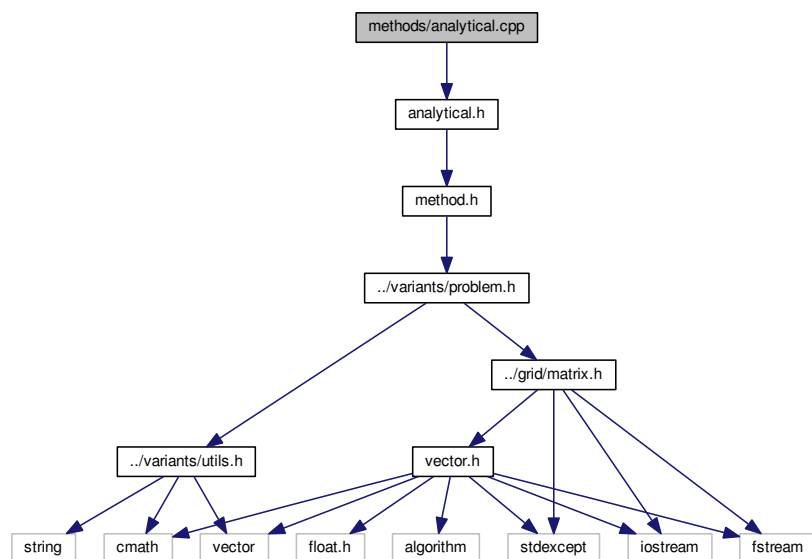 methods/analytical.cpp
analytical.h
method.h
../variants/problem.h
../grid/matrix.h
../variants/utils.h
vector.h
string
cmath
vector
float.h
algorithm
stdexcept
iostream
fstream